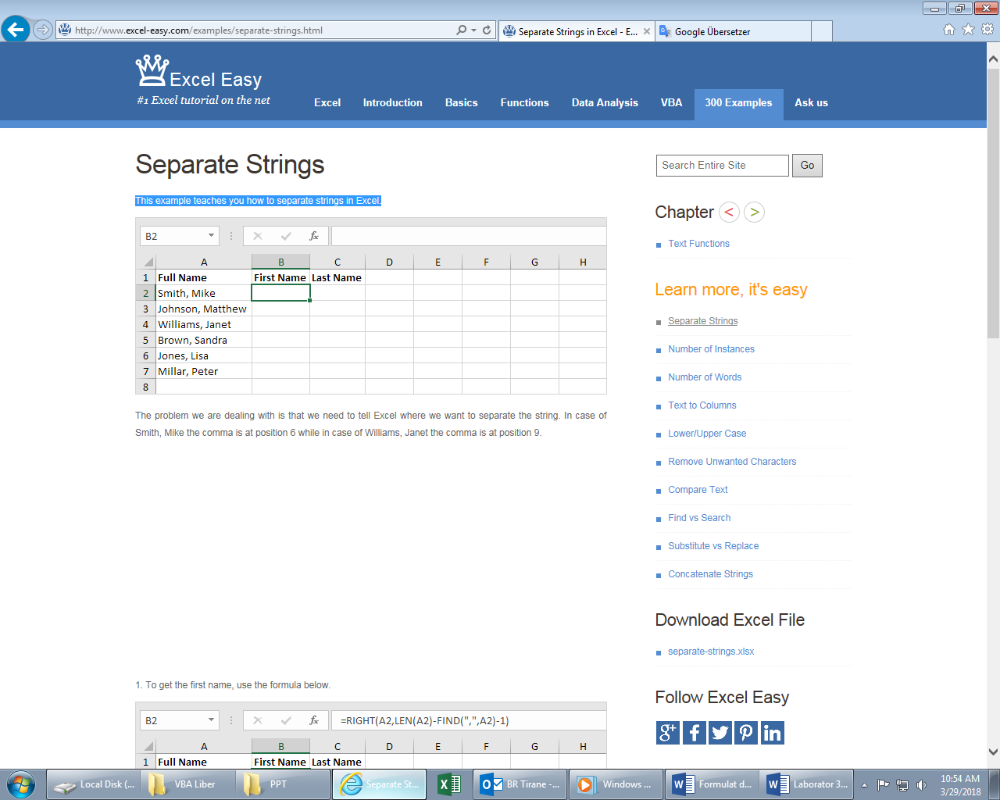 http://www.excel-easy.com/examples/separate-strings.html
Separate Strings in Excel - E...
Google Übersetzer
Excel Easy
#1 Excel tutorial on the net
Excel
Introduction
Basics
Functions
Data Analysis
VBA
300 Examples
Ask us
Separate Strings
This example teaches you how to separate strings in Excel.
B2
fx
A B C D E F G H
1 Full Name First Name Last Name
2 Smith, Mike
3 Johnson, Matthew
4 Williams, Janet
5 Brown, Sandra
6 Jones, Lisa
7 Millar, Peter
8
The problem we are dealing with is that we need to tell Excel where we want to separate the string. In case of
Smith, Mike the comma is at position 6 while in case of Williams, Janet the comma is at position 9.
1. To get the first name, use the formula below.
B2
fx
=RIGHT(A2,LEN(A2)-FIND(",",A2)-1)
A B C D E F G H
1 Full Name First Name Last Name
Search Entire Site
Go
Chapter < >
Text Functions
Learn more, it's easy
Separate Strings
Number of Instances
Number of Words
Text to Columns
Lower/Upper Case
Remove Unwanted Characters
Compare Text
Find vs Search
Substitute vs Replace
Concatenate Strings
Download Excel File
separate-strings.xlsx
Follow Excel Easy
Local Disk (...
VBA Liber
PPT
Separate St...
BR Tirane -...
Windows ...
Formulat d...
Laborator 3...
10:54 AM
3/29/2018